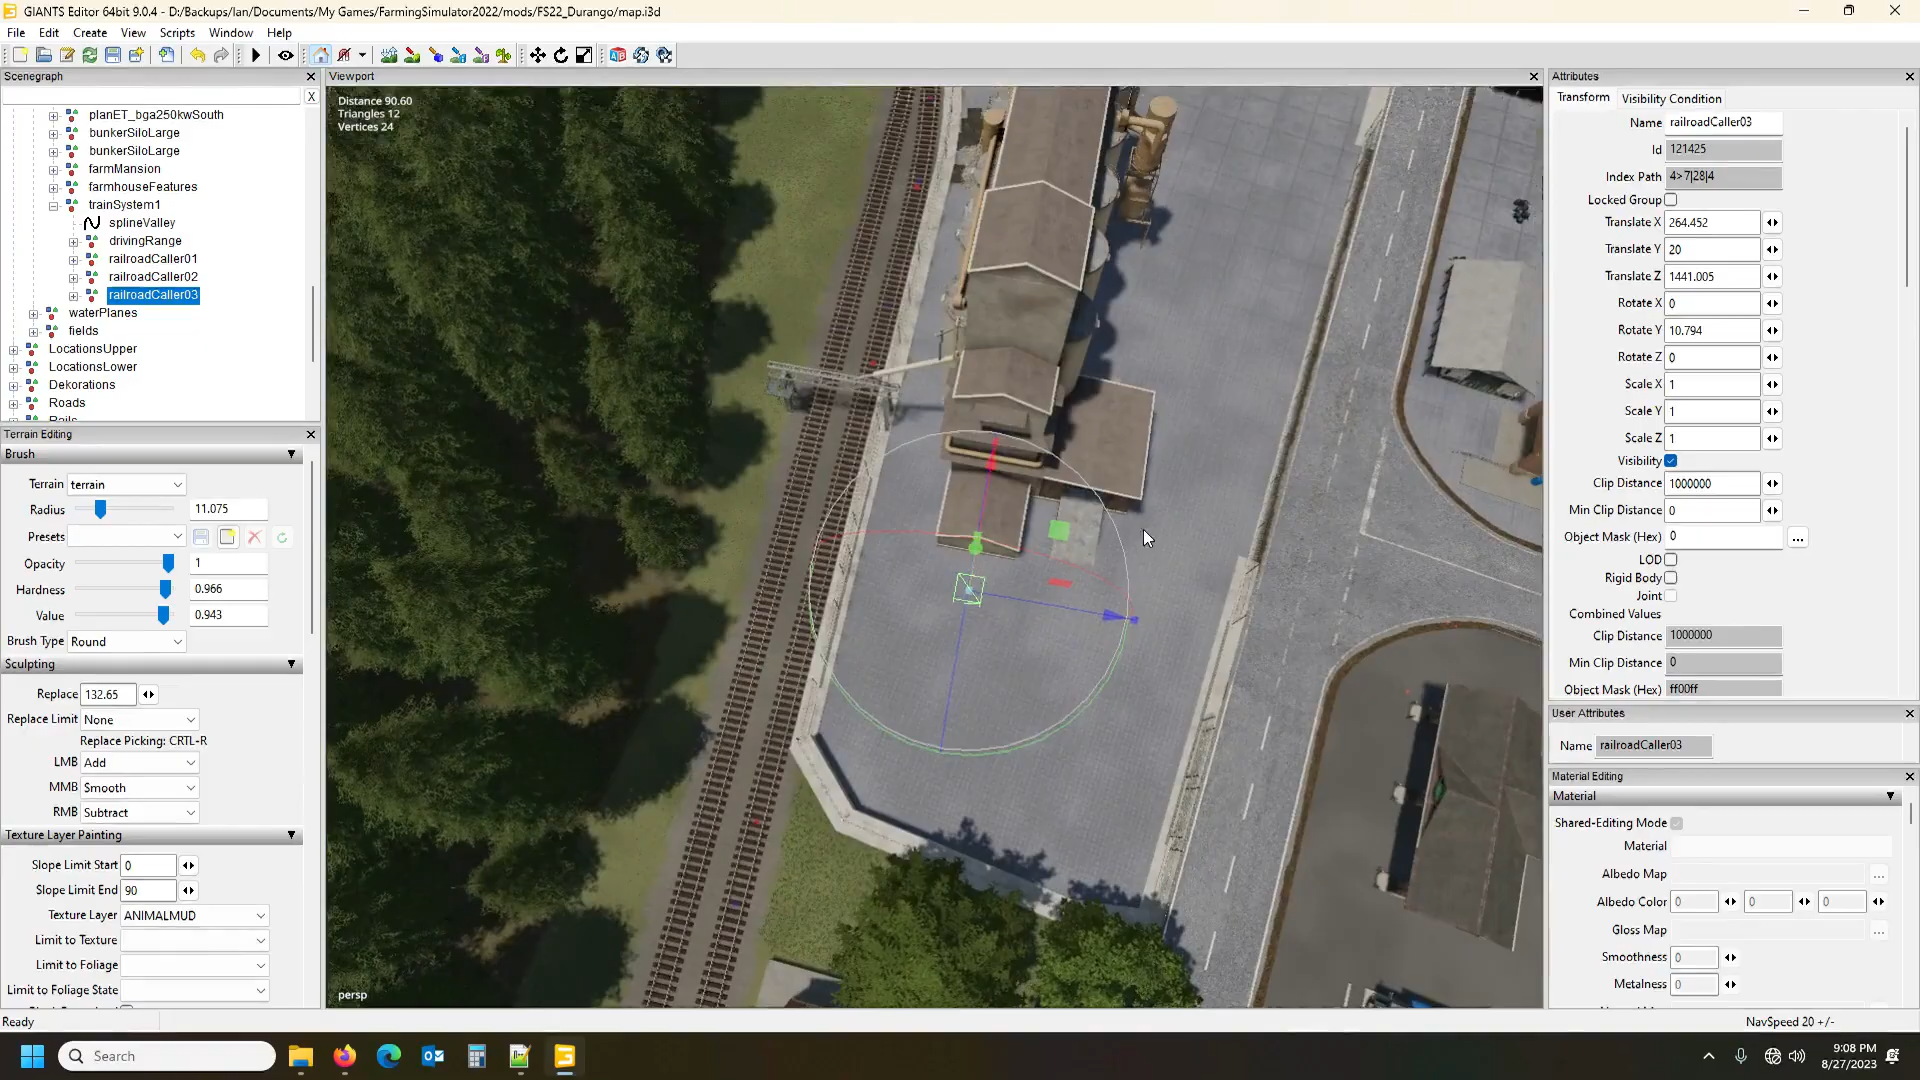 GIANTS Editor 64bit 9.0.4 - D:/Backups/Ian/Documents/My Games/FarmingSimulator2022/mods/FS22_Durango/map.i3d
File Edit Create View Scripts Window Help
Scenegraph
X
planET_bga250kwSouth
bunkerSiloLarge
bunkerSiloLarge
farmMansion
farmhouseFeatures
trainSystem1
splineValley
drivingRange
railroadCaller01
railroadCaller02
railroadCaller03
waterPlanes
fields
LocationsUpper
LocationsLower
Dekorations
Roads
Rails
Terrain Editing
Brush
Terrain terrain
Radius 11.075
Presets
Opacity 1
Hardness 0.966
Value 0.943
Brush Type Round
Sculpting
Replace 132.65
Replace Limit None
Replace Picking: CRTL-R
LMB Add
MMB Smooth
RMB Subtract
Texture Layer Painting
Slope Limit Start 0
Slope Limit End 90
Texture Layer ANIMALMUD
Limit to Texture
Limit to Foliage
Limit to Foliage State
Viewport
Distance 90.60
Triangles 12
Vertices 24
persp
Attributes
Transform Visibility Condition
Name railroadCaller03
Id 121425
Index Path 4>7|28|4
Locked Group
Translate X 264.452
Translate Y 20
Translate Z 1441.005
Rotate X 0
Rotate Y 10.794
Rotate Z 0
Scale X 1
Scale Y 1
Scale Z 1
Visibility
Clip Distance 1000000
Min Clip Distance 0
Object Mask (Hex) 0 ...
LOD
Rigid Body
Joint
Combined Values
Clip Distance 1000000
Min Clip Distance 0
Object Mask (Hex) ff00ff
User Attributes
Name railroadCaller03
Material Editing
Material
Shared-Editing Mode
Material
Albedo Map ...
Albedo Color 0 0 0
Gloss Map ...
Smoothness 0
Metalness 0
Ready
NavSpeed 20 +/-
Search
9:08 PM
8/27/2023